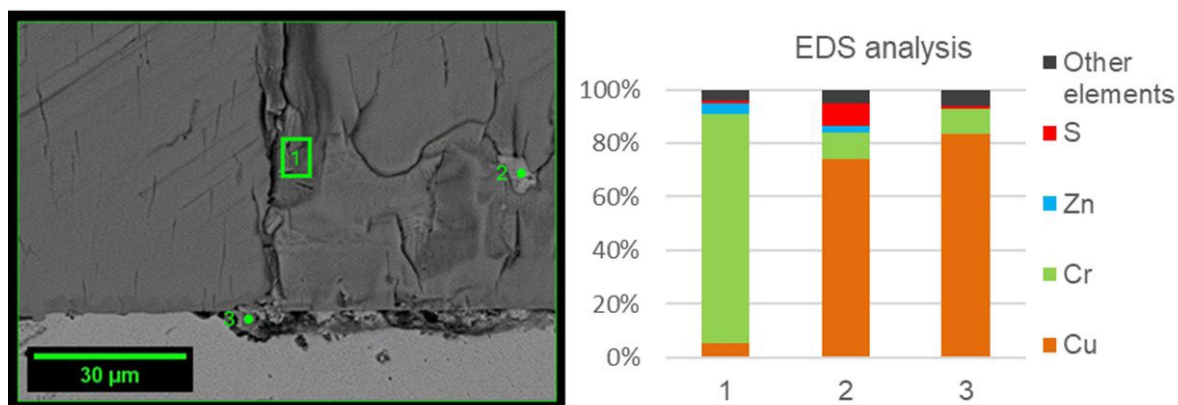 1
2
3
30 µm
EDS analysis
100%
80%
60%
40%
20%
0%
1 2 3
Other
elements
S
Zn
Cr
Cu